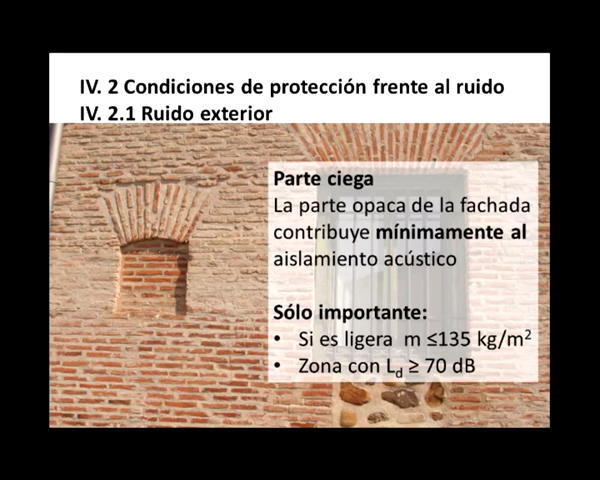 IV. 2 Condiciones de protección frente al ruido
IV. 2.1 Ruido exterior
Parte ciega
La parte opaca de la fachada
contribuye mínimamente al
aislamiento acústico
Sólo importante:
• Si es ligera m ≤135 kg/m²
• Zona con Ld ≥ 70 dB